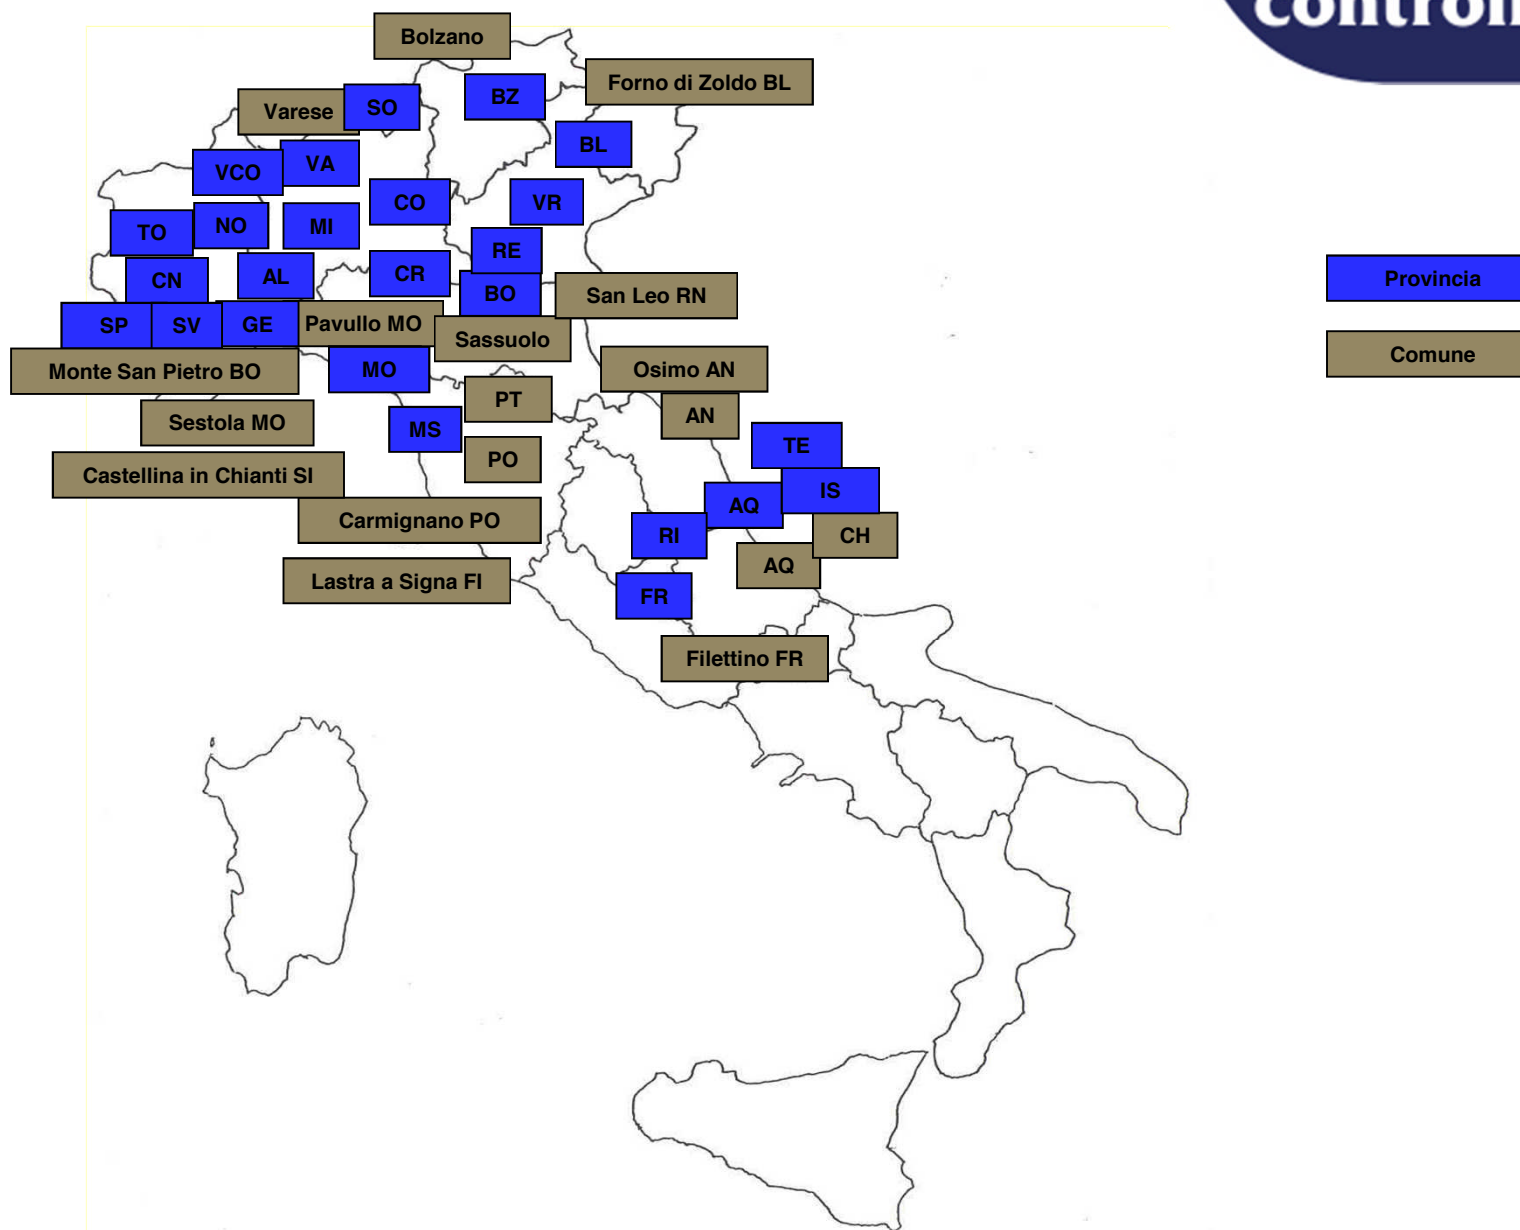 Bolzano
Forno di Zoldo BL
Varese
SO
BZ
BL
VCO
VA
CO
VR
TO
NO
MI
RE
CN
AL
CR
BO
San Leo RN
Provincia
SP
SV
GE
Pavullo MO
Sassuolo
Comune
Monte San Pietro BO
MO
Osimo AN
PT
AN
Sestola MO
MS
TE
PO
Castellina in Chianti SI
IS
AQ
Carmignano PO
RI
CH
AQ
Lastra a Signa FI
FR
Filettino FR